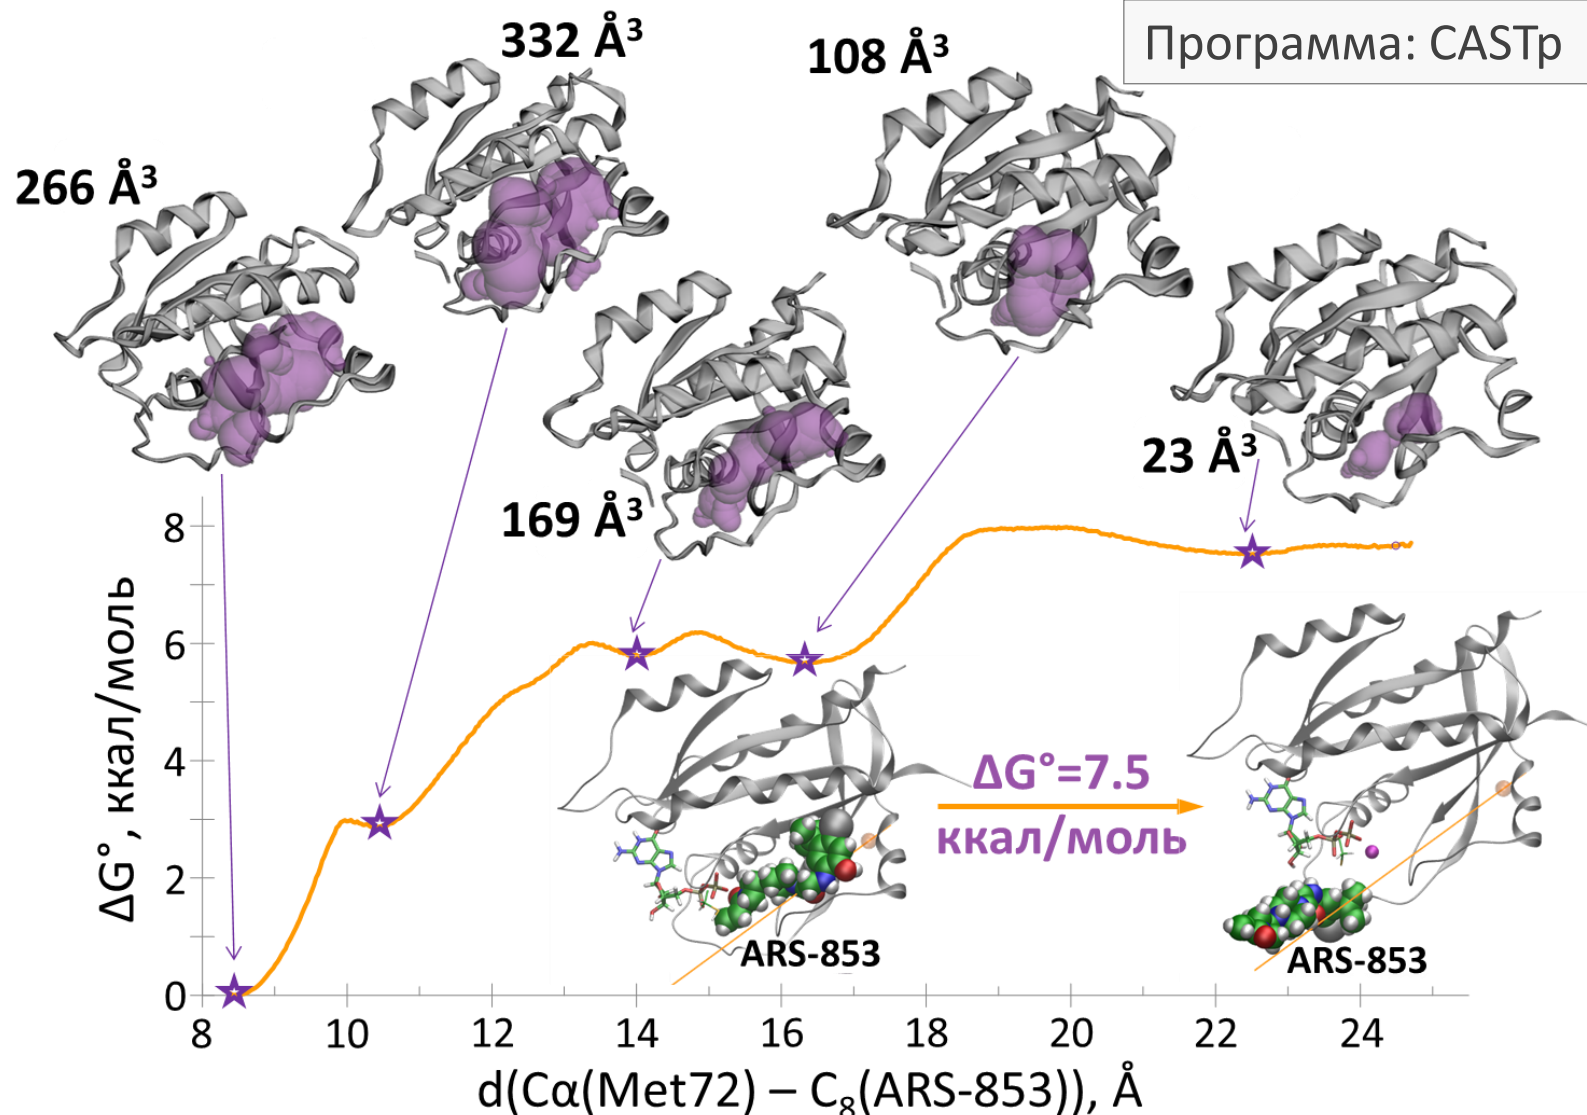 Программа: CASTp
332 Å³
108 Å³
266 Å³
169 Å³
23 Å³
ΔG°, ккал/моль
8
6
4
2
0
ΔG°=7.5
ккал/моль
ARS-853
ARS-853
8 10 12 14 16 18 20 22 24
d(Cα(Met72) – C₈(ARS-853)), Å